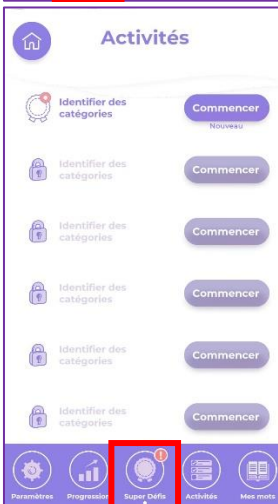 Activités
Identifier des
catégories
Commencer
Nouveau
Identifier des
catégories
Commencer
Identifier des
catégories
Commencer
Identifier des
catégories
Commencer
Identifier des
catégories
Commencer
Identifier des
catégories
Commencer
Paramètres Progression Super Défis Activités Mes mots